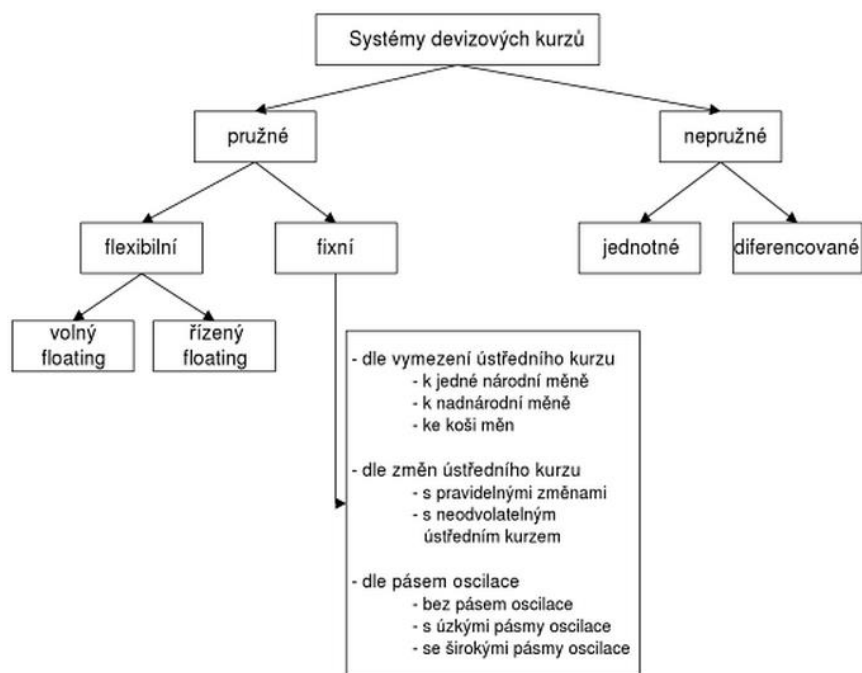 Systémy devizových kurzů
pružné
nepružné
flexibilní
fixní
jednotné
diferencované
volný
floating
řízený
floating
- dle vymezení ústředního kurzu
- k jedné národní měně
- k nadnárodní měně
- ke koši měn
- dle změn ústředního kurzu
- s pravidelnými změnami
- s neodvolatelným
ústředním kurzem
- dle pásem oscilace
- bez pásem oscilace
- s úzkými pásmy oscilace
- se širokými pásmy oscilace